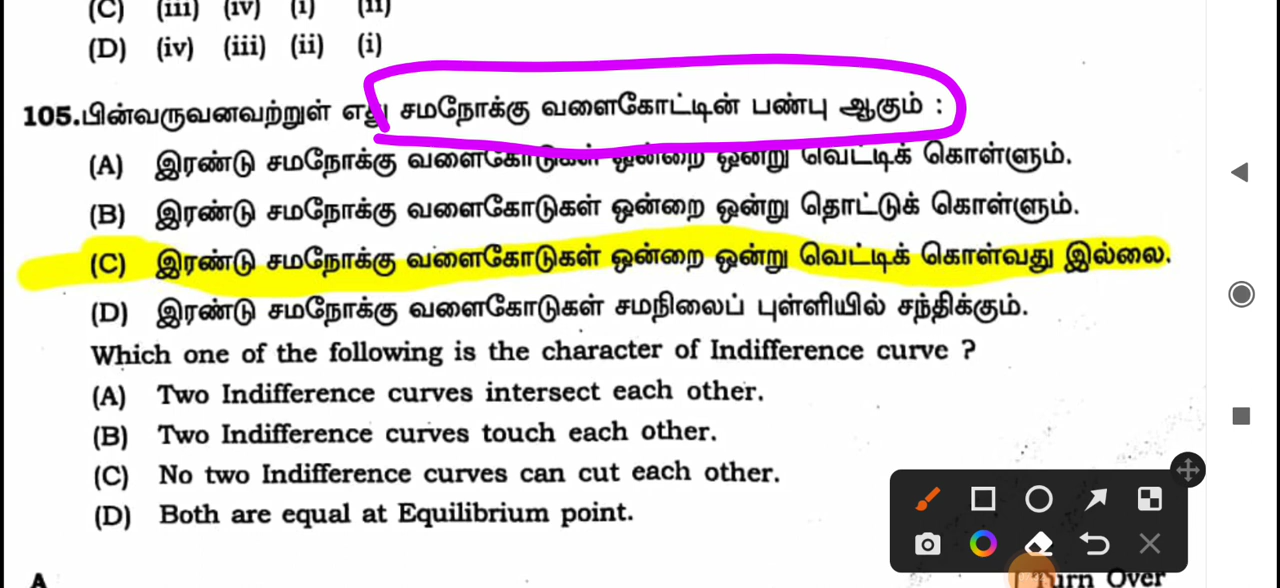 (C) (iii) (iv) (i) (ii)
(D) (iv) (iii) (ii) (i)
105. பின்வருவனவற்றுள் எது சமநோக்கு வளைகோட்டின் பண்பு ஆகும் :
(A) இரண்டு சமநோக்கு வளைகோடுகள் ஒன்றை ஒன்று வெட்டிக் கொள்ளும்.
(B) இரண்டு சமநோக்கு வளைகோடுகள் ஒன்றை ஒன்று தொட்டுக் கொள்ளும்.
(C) இரண்டு சமநோக்கு வளைகோடுகள் ஒன்றை ஒன்று வெட்டிக் கொள்வது இல்லை.
(D) இரண்டு சமநோக்கு வளைகோடுகள் சமநிலைப் புள்ளியில் சந்திக்கும்.
Which one of the following is the character of Indifference curve ?
(A) Two Indifference curves intersect each other.
(B) Two Indifference curves touch each other.
(C) No two Indifference curves can cut each other.
(D) Both are equal at Equilibrium point.
A [ Turn Over